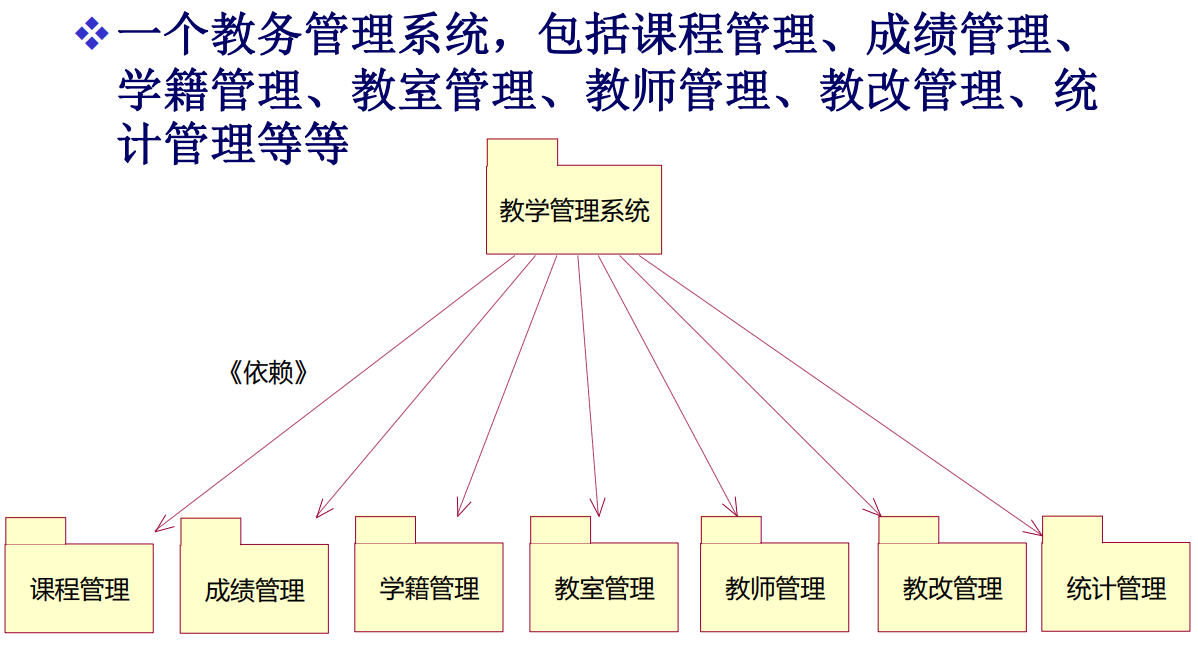 一个教务管理系统，包括课程管理、成绩管理、
学籍管理、教室管理、教师管理、教改管理、统
计管理等等
教学管理系统
《依赖》
课程管理
成绩管理
学籍管理
教室管理
教师管理
教改管理
统计管理